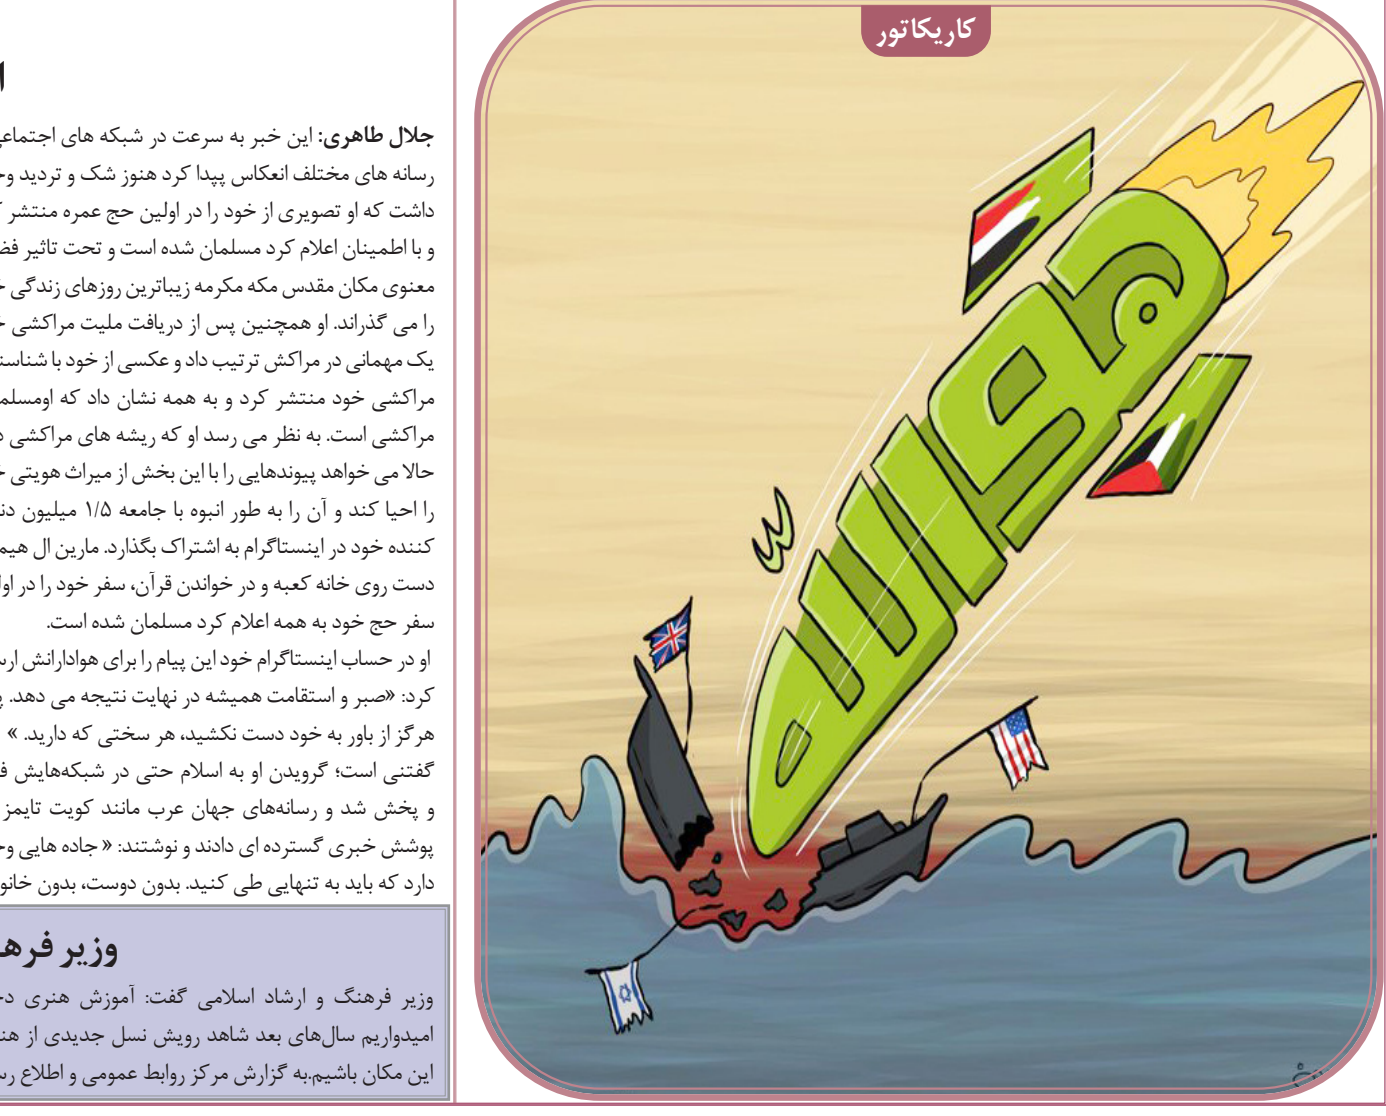 کاریکاتور
جلال طاهری: این خبر به سرعت در شبکه های اجتماعی
رسانه های مختلف انعکاس پیدا کرد هنوز شک و تردید وج
داشت که او تصویری از خود را در اولین حج عمره منتشر ک
و با اطمینان اعلام کرد مسلمان شده است و تحت تاثیر فض
معنوی مکان مقدس مکه مکرمه زیباترین روزهای زندگی خ
را می گذراند. او همچنین پس از دریافت ملیت مراکشی خ
یک مهمانی در مراکش ترتیب داد و عکسی از خود با شناسنا
مراکشی خود منتشر کرد و به همه نشان داد که اومسلما
مراکشی است. به نظر می رسد او که ریشه های مراکشی د
حالا می خواهد پیوندهایی را با این بخش از میراث هویتی خ
را احیا کند و آن را به طور انبوه با جامعه ۱/۵ میلیون دن
کننده خود در اینستاگرام به اشتراک بگذارد. مارین ال هیم
دست روی خانه کعبه و در خواندن قرآن، سفر خود را در اول
سفر حج خود به همه اعلام کرد مسلمان شده است.
او در حساب اینستاگرام خود این پیام را برای هوادارانش ارس
کرد: «صبر و استقامت همیشه در نهایت نتیجه می دهد. پ
هرگز از باور به خود دست نکشید، هر سختی که دارید. »
گفتنی است؛ گرویدن او به اسلام حتی در شبکه‌هایش ف
و پخش شد و رسانه‌های جهان عرب مانند کویت تایمز
پوشش خبری گسترده ای دادند و نوشتند: « جاده هایی وج
دارد که باید به تنهایی طی کنید. بدون دوست، بدون خانو
وزیر فرهـ
وزیر فرهنگ و ارشاد اسلامی گفت: آموزش هنری دخ
امیدواریم سال‌های بعد شاهد رویش نسل جدیدی از هنـ
این مکان باشیم.به گزارش مرکز روابط عمومی و اطلاع رس